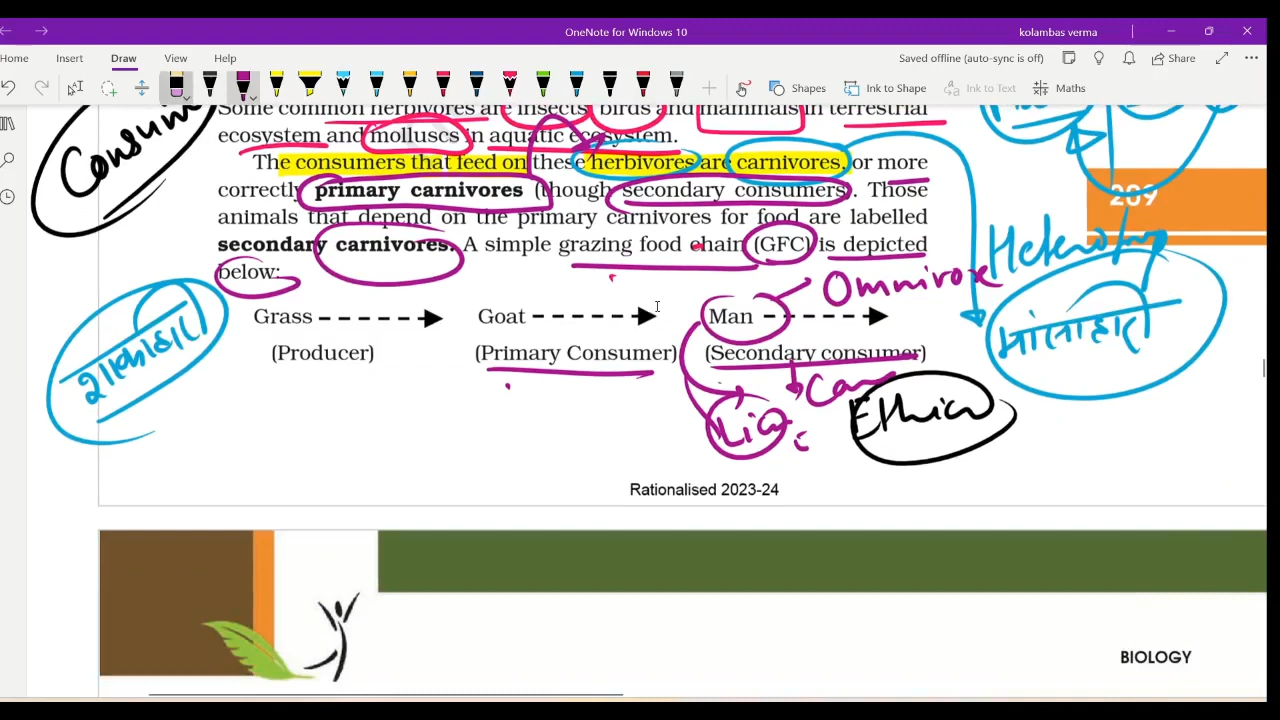 OneNote for Windows 10
kolambas verma
Home Insert Draw View Help
Saved offline (auto-sync is off)
Share
Shapes
Ink to Shape
Ink to Text
Maths
Some common herbivores are insects, birds and mammals in terrestrial
ecosystem and molluscs in aquatic ecosystem.
The consumers that feed on these herbivores are carnivores, or more
correctly primary carnivores (though secondary consumers). Those
animals that depend on the primary carnivores for food are labelled
secondary carnivores. A simple grazing food chain (GFC) is depicted
below:
Grass Goat Man
(Producer) (Primary Consumer) (Secondary consumer)
Consum
209
शाकाहारी
मांसाहारी
Omnivore
Rationalised 2023-24
BIOLOGY